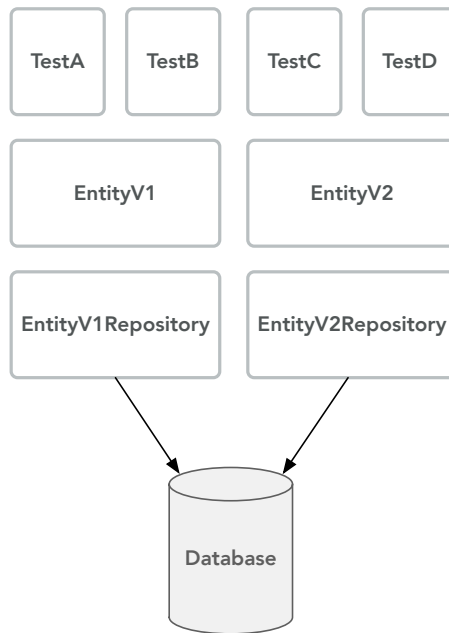 TestA
TestB
TestC
TestD
EntityV1
EntityV2
EntityV1Repository
EntityV2Repository
Database